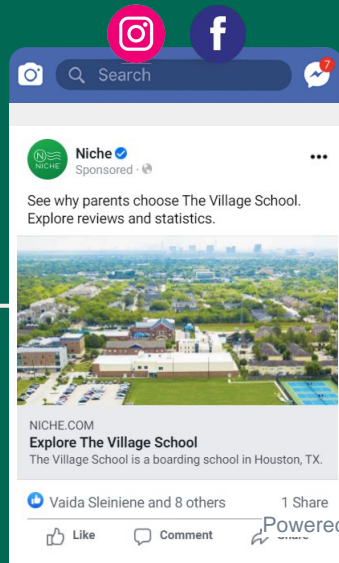 f
Search
7
NICHE
Niche
Sponsored ·
See why parents choose The Village School.
Explore reviews and statistics.
NICHE.COM
Explore The Village School
The Village School is a boarding school in Houston, TX.
Vaida Sleiniene and 8 others 1 Share
Like Comment Share
Powered